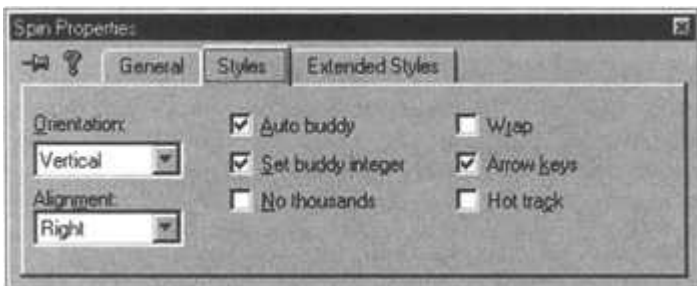 Spin Properties
General Styles Extended Styles
Orientation:
Vertical
Alignment:
Right
Auto buddy
Set buddy integer
No thousands
Wrap
Arrow keys
Hot track